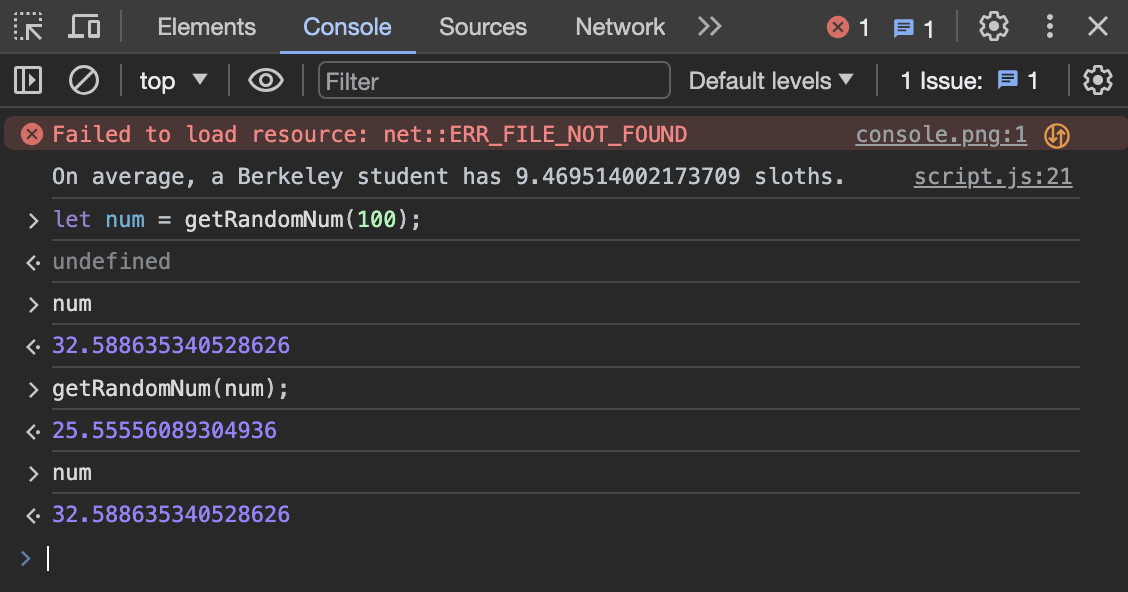 Elements Console Sources Network 1 1
top Filter Default levels 1 Issue: 1
Failed to load resource: net::ERR_FILE_NOT_FOUND console.png:1
On average, a Berkeley student has 9.469514002173709 sloths. script.js:21
let num = getRandomNum(100);
undefined
num
32.588635340528626
getRandomNum(num);
25.55556089304936
num
32.588635340528626